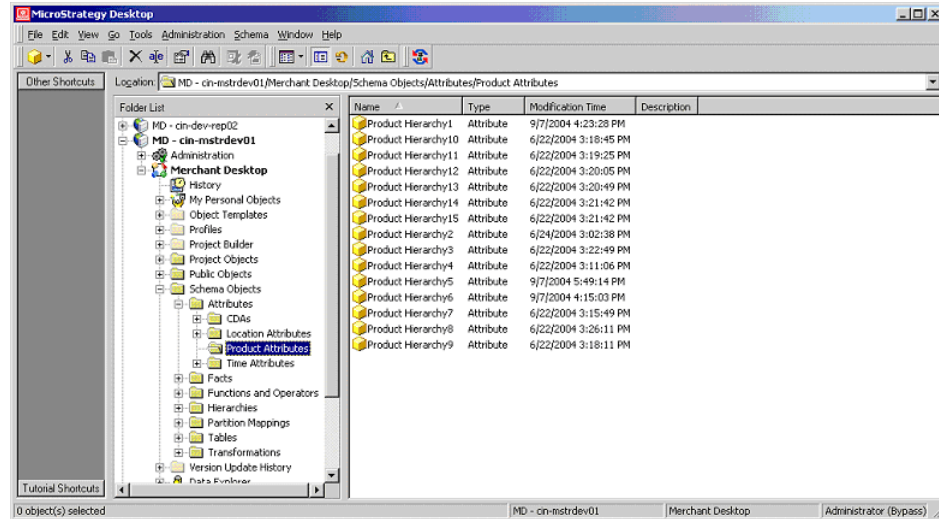 MicroStrategy Desktop
File Edit View Go Tools Administration Schema Window Help
Other Shortcuts
Location: MD - cin-mstrdev01/Merchant Desktop/Schema Objects/Attributes/Product Attributes
Folder List
MD - cin-dev-rep02
MD - cin-mstrdev01
Administration
Merchant Desktop
History
My Personal Objects
Object Templates
Profiles
Project Builder
Project Objects
Public Objects
Schema Objects
Attributes
CDAs
Location Attributes
Product Attributes
Time Attributes
Facts
Functions and Operators
Hierarchies
Partition Mappings
Tables
Transformations
Version Update History
Data Explorer
Tutorial Shortcuts
Name Type Modification Time Description
Product Hierarchy1 Attribute 9/7/2004 4:23:28 PM
Product Hierarchy10 Attribute 6/22/2004 3:18:45 PM
Product Hierarchy11 Attribute 6/22/2004 3:19:25 PM
Product Hierarchy12 Attribute 6/22/2004 3:20:05 PM
Product Hierarchy13 Attribute 6/22/2004 3:20:49 PM
Product Hierarchy14 Attribute 6/22/2004 3:21:42 PM
Product Hierarchy15 Attribute 6/22/2004 3:21:42 PM
Product Hierarchy2 Attribute 6/24/2004 3:02:38 PM
Product Hierarchy3 Attribute 6/22/2004 3:22:49 PM
Product Hierarchy4 Attribute 6/22/2004 3:11:06 PM
Product Hierarchy5 Attribute 9/7/2004 5:49:14 PM
Product Hierarchy6 Attribute 9/7/2004 4:15:03 PM
Product Hierarchy7 Attribute 6/22/2004 3:15:49 PM
Product Hierarchy8 Attribute 6/22/2004 3:26:11 PM
Product Hierarchy9 Attribute 6/22/2004 3:18:11 PM
0 object(s) selected MD - cin-mstrdev01 Merchant Desktop Administrator (Bypass)